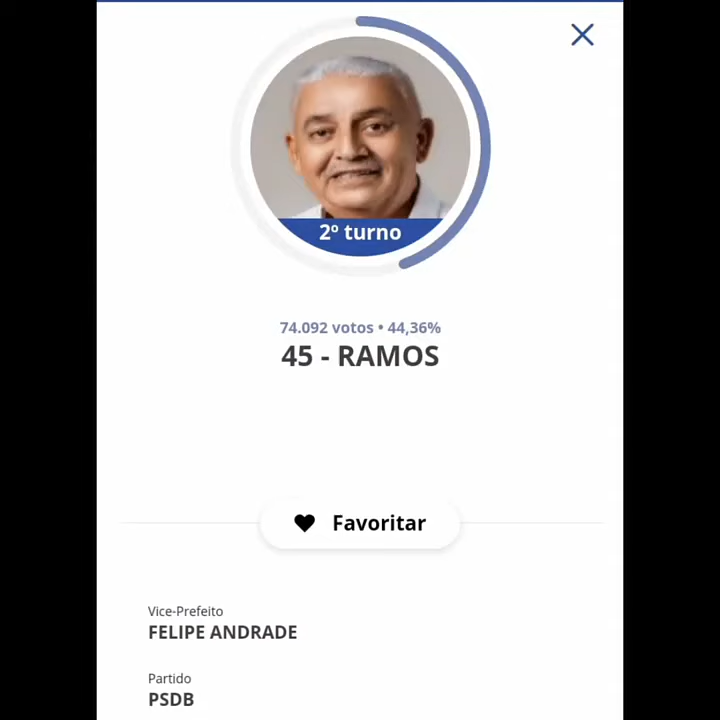 2º turno
74.092 votos • 44,36%
45 - RAMOS
Favoritar
Vice-Prefeito
FELIPE ANDRADE
Partido
PSDB